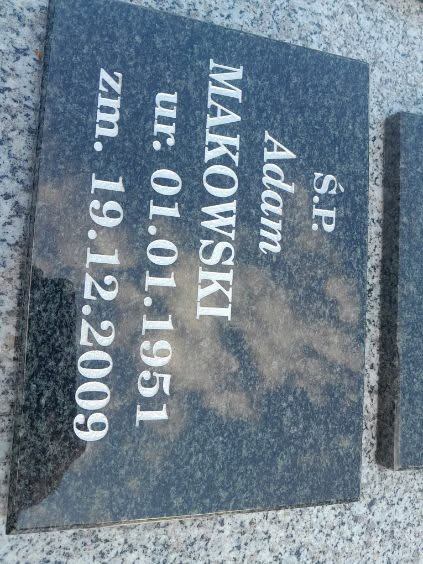 Ś.P.
Adam
MAKOWSKI
ur. 01.01.1951
zm. 19.12.2009